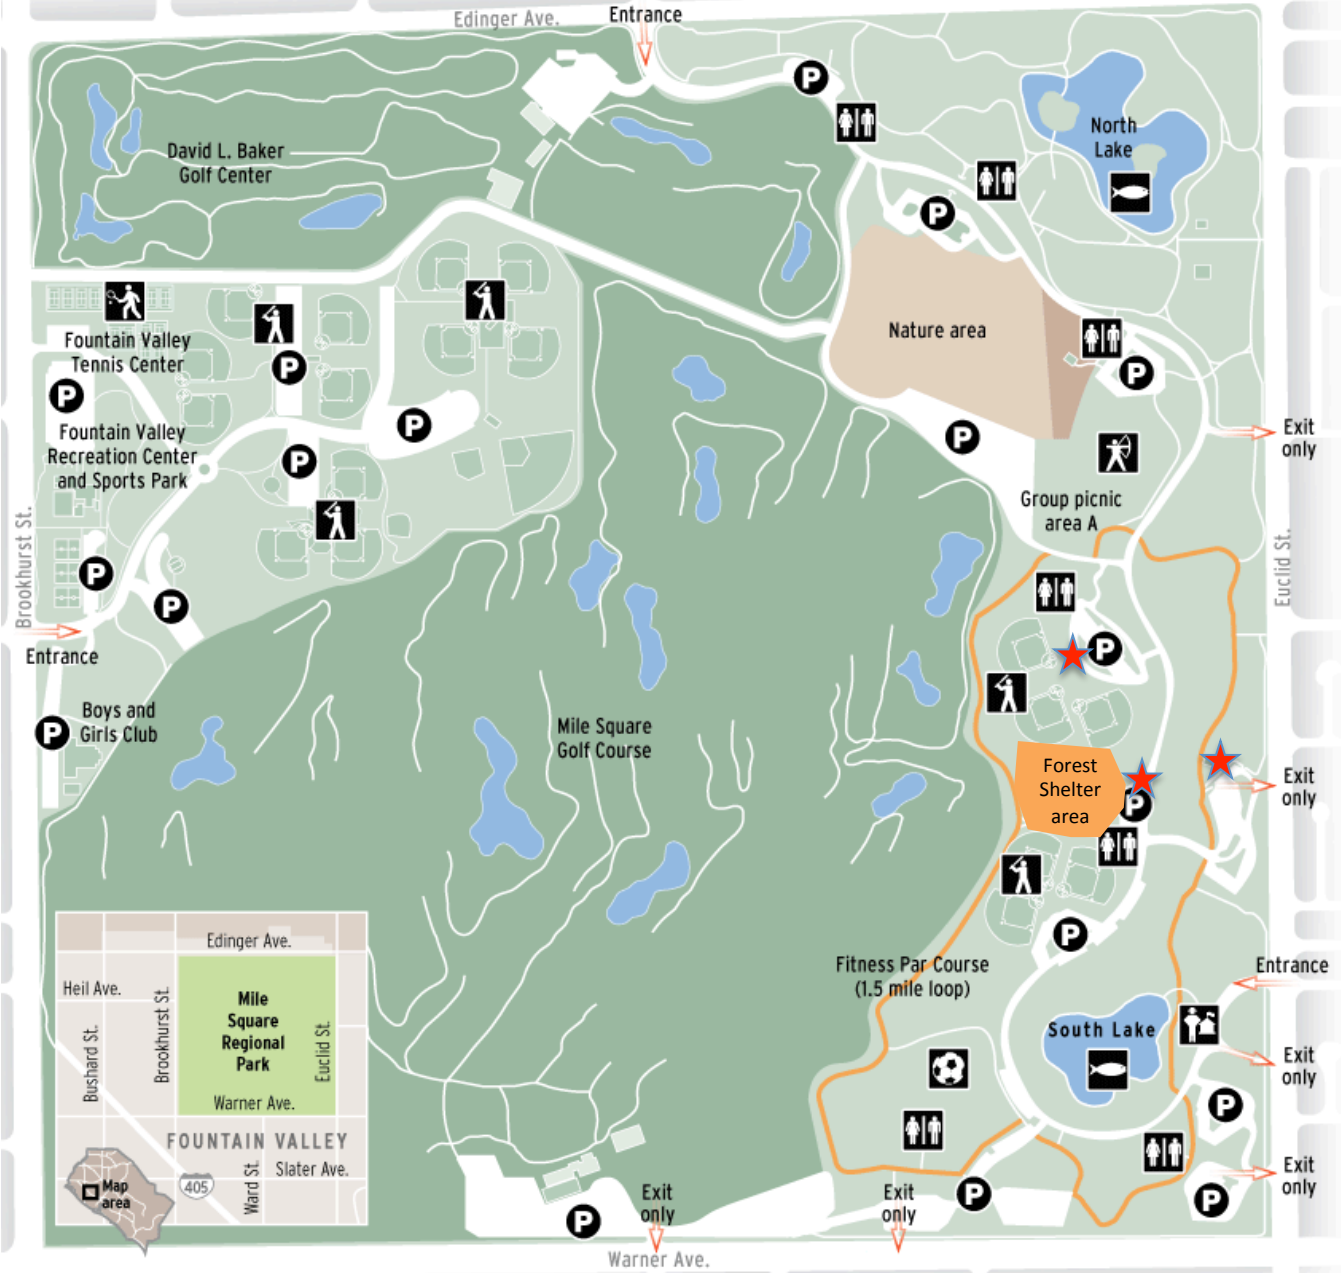 Edinger Ave.
Entrance
P
North
Lake
David L. Baker
Golf Center
P
Nature area
Fountain Valley
Tennis Center
P
P
P
Exit
only
P
P
Fountain Valley
Recreation Center
and Sports Park
P
Group picnic
area A
Brookhurst St.
Euclid St.
P
P
Entrance
P
Boys and
Girls Club
P
Mile Square
Golf Course
Forest
Shelter
area
P
Exit
only
P
Fitness Par Course
(1.5 mile loop)
Entrance
South Lake
Exit
only
P
Exit
only
P
P
P
Exit
only
Exit
only
Warner Ave.
Edinger Ave.
Heil Ave.
Bushard St.
Brookhurst St.
Mile
Square
Regional
Park
Euclid St.
Warner Ave.
FOUNTAIN VALLEY
Slater Ave.
Ward St.
405
Map
area